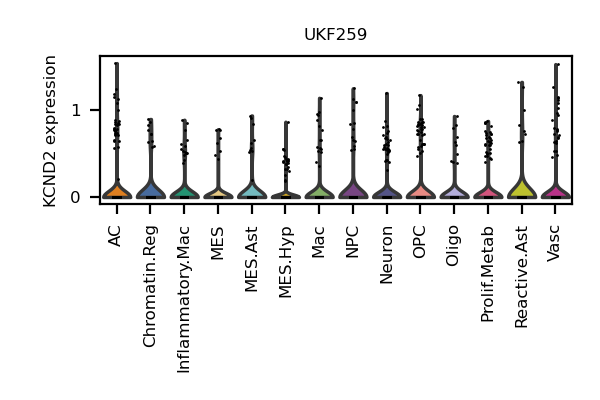 UKF259
KCND2 expression
1
0
AC
Chromatin.Reg
Inflammatory.Mac
MES
MES.Ast
MES.Hyp
Mac
NPC
Neuron
OPC
Oligo
Prolif.Metab
Reactive.Ast
Vasc